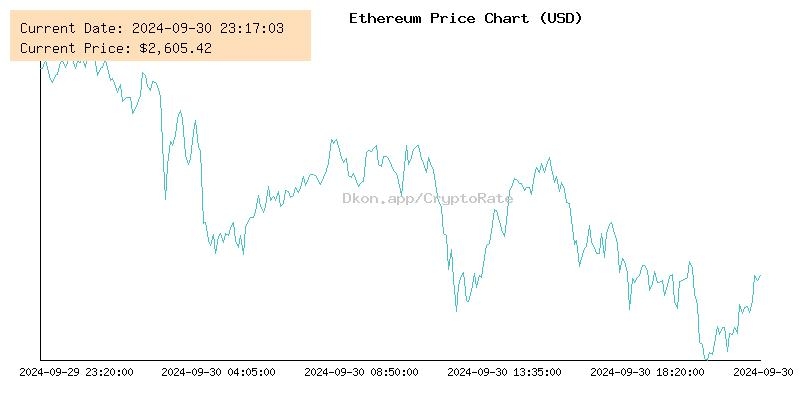 Ethereum Price Chart (USD)
Current Date: 2024-09-30 23:17:03
Current Price: $2,605.42
Dkon.app/CryptoRate
2024-09-29 23:20:00 2024-09-30 04:05:00 2024-09-30 08:50:00 2024-09-30 13:35:00 2024-09-30 18:20:00 2024-09-30